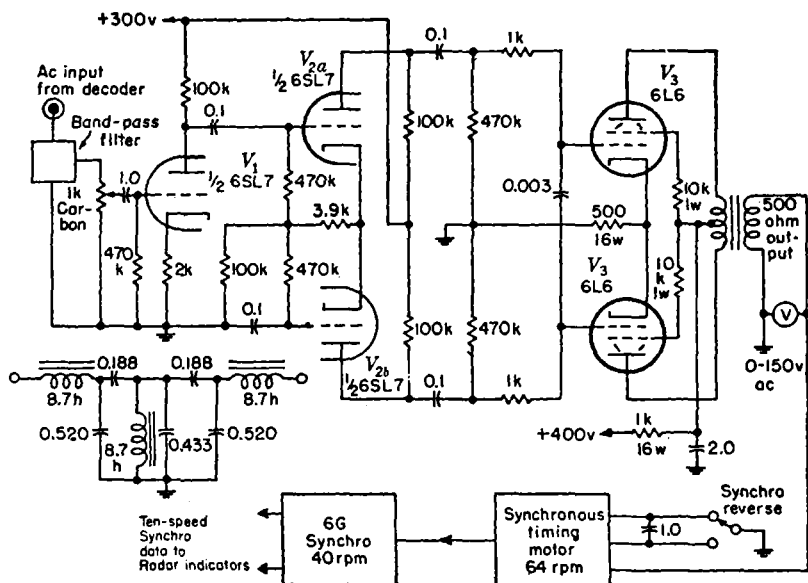 +300v
Ac input
from decoder
Band-pass
filter
1k
Car-
bon
1.0
470
k
100k
0.1
V1
1/2 6SL7
2k
V2a
1/2 6SL7
470k
3.9k
100k
470k
0.1
V2b
1/2 6SL7
0.1
1k
100k
470k
100k
470k
0.1
1k
0.003
500
16w
V3
6L6
V3
6L6
10k
1w
10
k
1w
500
ohm
out-
put
V
0-150v
ac
+400v
1k
16w
2.0
0.188
0.188
8.7h
8.7h
0.520
8.7
h
0.433
0.520
Ten-speed
Synchro
data to
Radar indicators
6G
Synchro
40rpm
Synchronous
timing
motor
64 rpm
1.0
Synchro
reverse